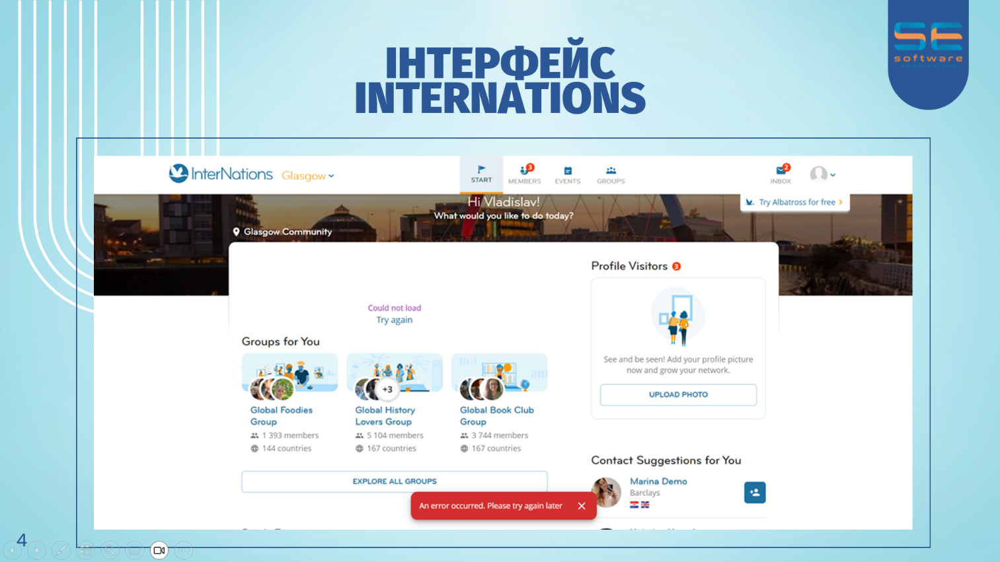 ІНТЕРФЕЙС
INTERNATIONS
SE
software
engineering
InterNations
Glasgow
START
3
MEMBERS
EVENTS
GROUPS
2
INBOX
Hi Vladislav!
What would you like to do today?
Try Albatross for free
Glasgow Community
Could not load
Try again
Groups for You
+3
Global Foodies
Group
1 393 members
144 countries
Global History
Lovers Group
5 104 members
167 countries
Global Book Club
Group
3 744 members
167 countries
EXPLORE ALL GROUPS
An error occurred. Please try again later
Profile Visitors 3
See and be seen! Add your profile picture
now and grow your network.
UPLOAD PHOTO
Contact Suggestions for You
Marina Demo
Barclays
4